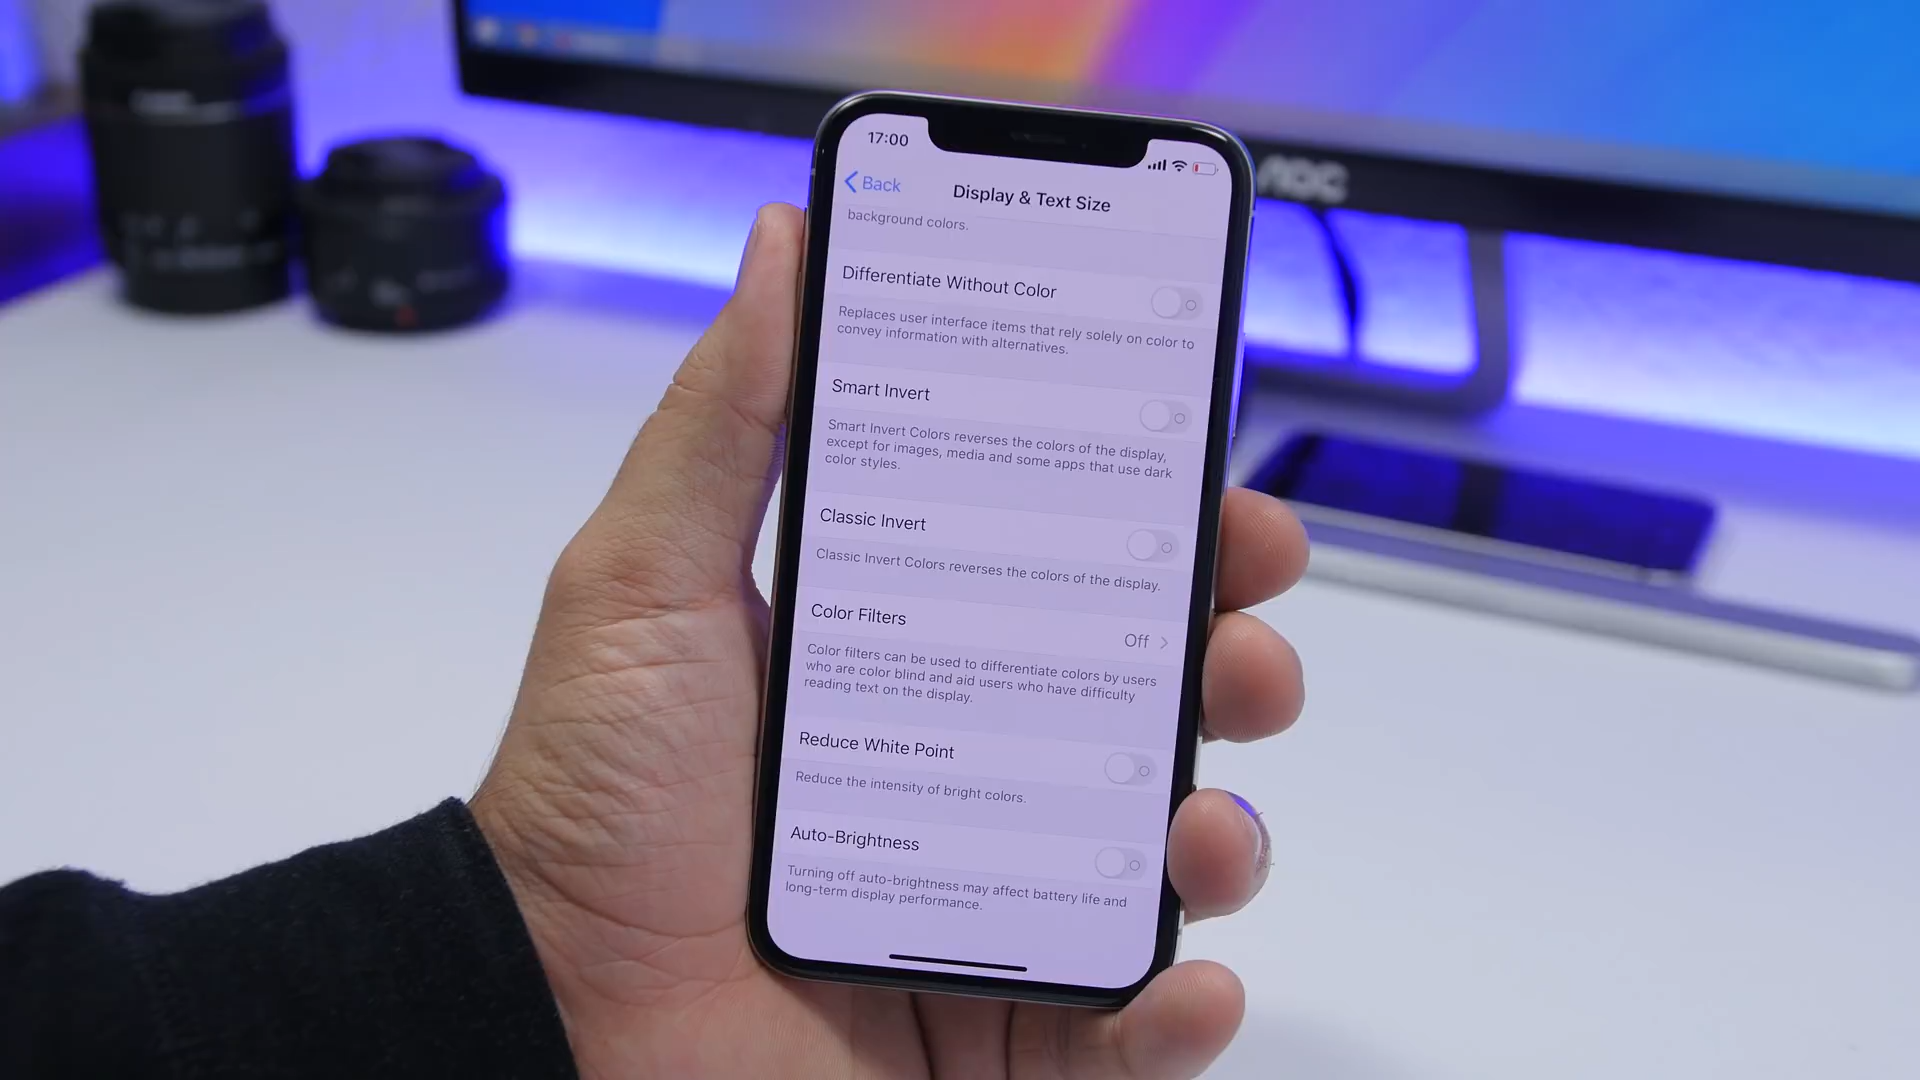 17:00
Back
Display & Text Size
background colors.
Differentiate Without Color
Replaces user interface items that rely solely on color to
convey information with alternatives.
Smart Invert
Smart Invert Colors reverses the colors of the display,
except for images, media and some apps that use dark
color styles.
Classic Invert
Classic Invert Colors reverses the colors of the display.
Color Filters
Off
Color filters can be used to differentiate colors by users
who are color blind and aid users who have difficulty
reading text on the display.
Reduce White Point
Reduce the intensity of bright colors.
Auto-Brightness
Turning off auto-brightness may affect battery life and
long-term display performance.
AOC